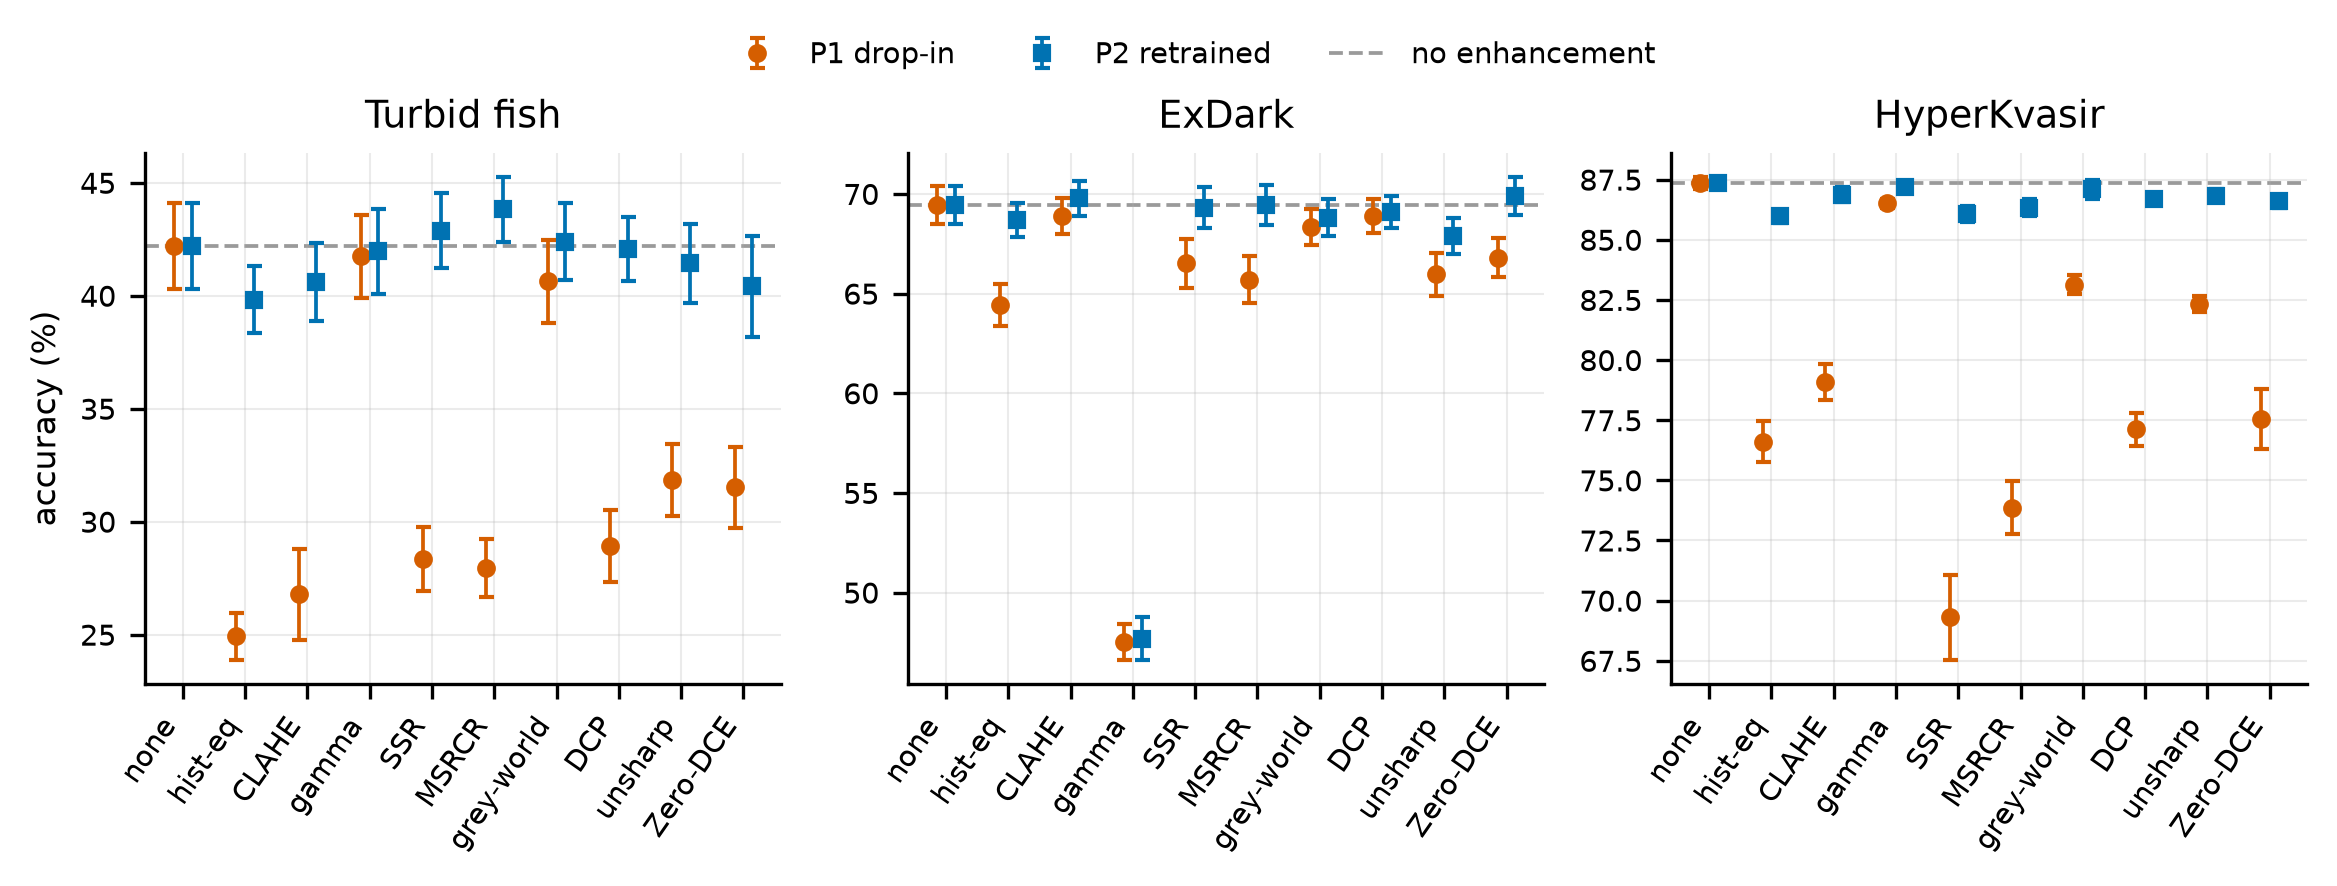 P1 drop-in P2 retrained no enhancement
Turbid fish
accuracy (%)
45
40
35
30
25
none hist-eq CLAHE gamma SSR MSRCR grey-world DCP unsharp Zero-DCE
ExDark
70
65
60
55
50
none hist-eq CLAHE gamma SSR MSRCR grey-world DCP unsharp Zero-DCE
HyperKvasir
87.5
85.0
82.5
80.0
77.5
75.0
72.5
70.0
67.5
none hist-eq CLAHE gamma SSR MSRCR grey-world DCP unsharp Zero-DCE